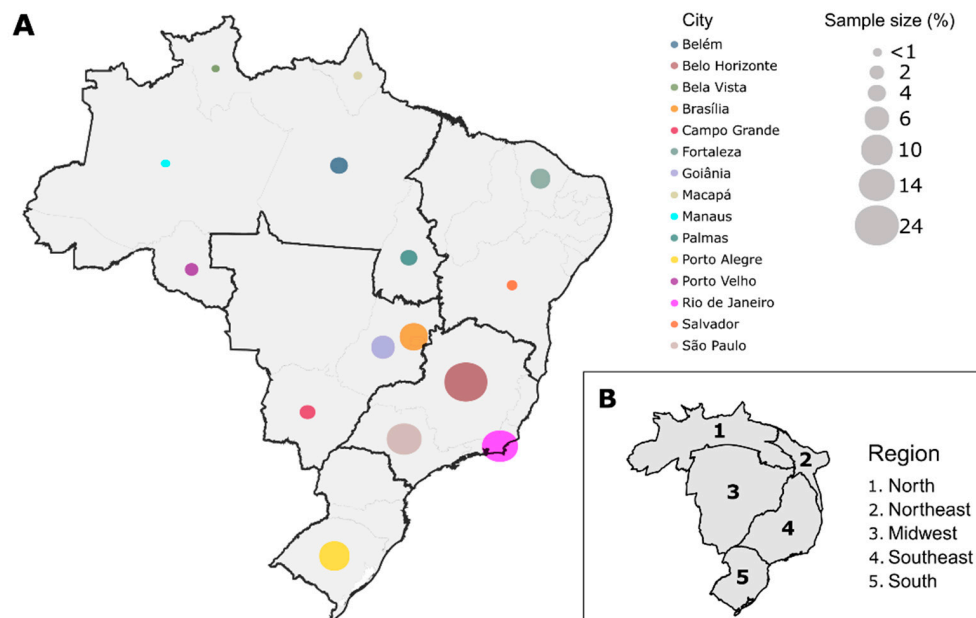 A
City
Belém
Belo Horizonte
Bela Vista
Brasília
Campo Grande
Fortaleza
Goiânia
Macapá
Manaus
Palmas
Porto Alegre
Porto Velho
Rio de Janeiro
Salvador
São Paulo
Sample size (%)
<1
2
4
6
10
14
24
B
1
2
3
4
5
Region
1. North
2. Northeast
3. Midwest
4. Southeast
5. South